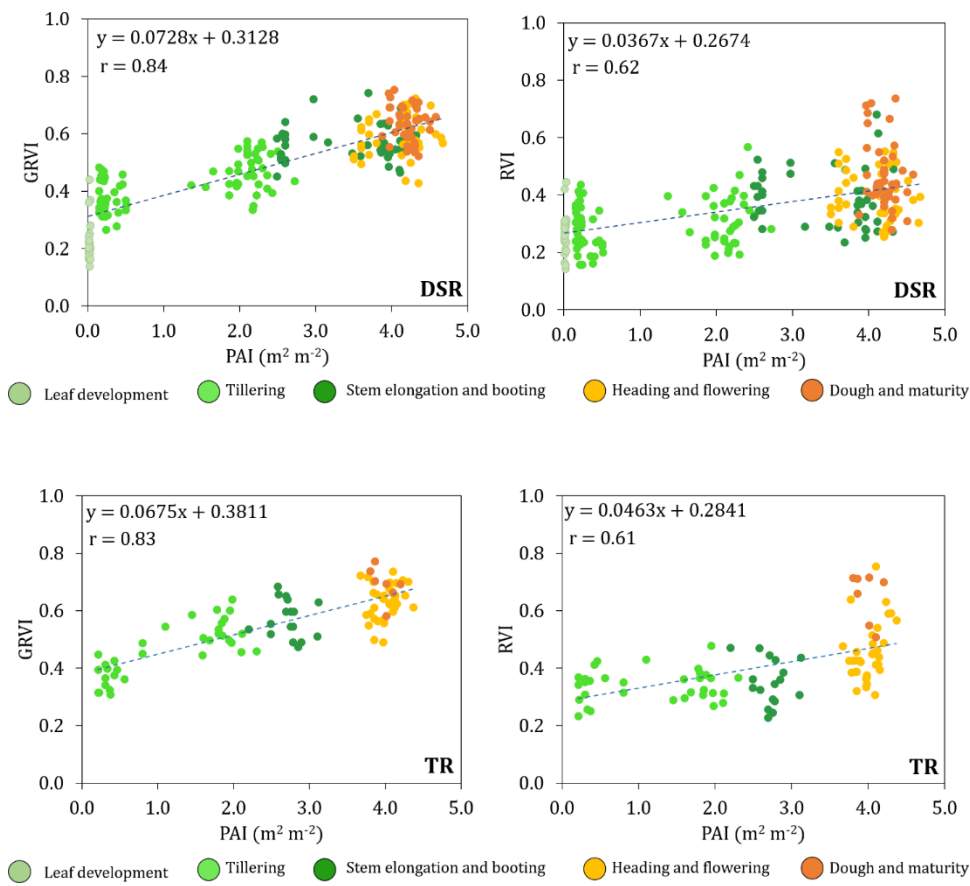 y = 0.0728x + 0.3128
r = 0.84
1.0
0.8
0.6
0.4
0.2
0.0
GRVI
DSR
0.0 1.0 2.0 3.0 4.0 5.0
PAI (m² m⁻²)
y = 0.0367x + 0.2674
r = 0.62
1.0
0.8
0.6
0.4
0.2
0.0
RVI
DSR
0.0 1.0 2.0 3.0 4.0 5.0
PAI (m² m⁻²)
Leaf development Tillering Stem elongation and booting Heading and flowering Dough and maturity
y = 0.0675x + 0.3811
r = 0.83
1.0
0.8
0.6
0.4
0.2
0.0
GRVI
TR
0.0 1.0 2.0 3.0 4.0 5.0
PAI (m² m⁻²)
y = 0.0463x + 0.2841
r = 0.61
1.0
0.8
0.6
0.4
0.2
0.0
RVI
TR
0.0 1.0 2.0 3.0 4.0 5.0
PAI (m² m⁻²)
Leaf development Tillering Stem elongation and booting Heading and flowering Dough and maturity